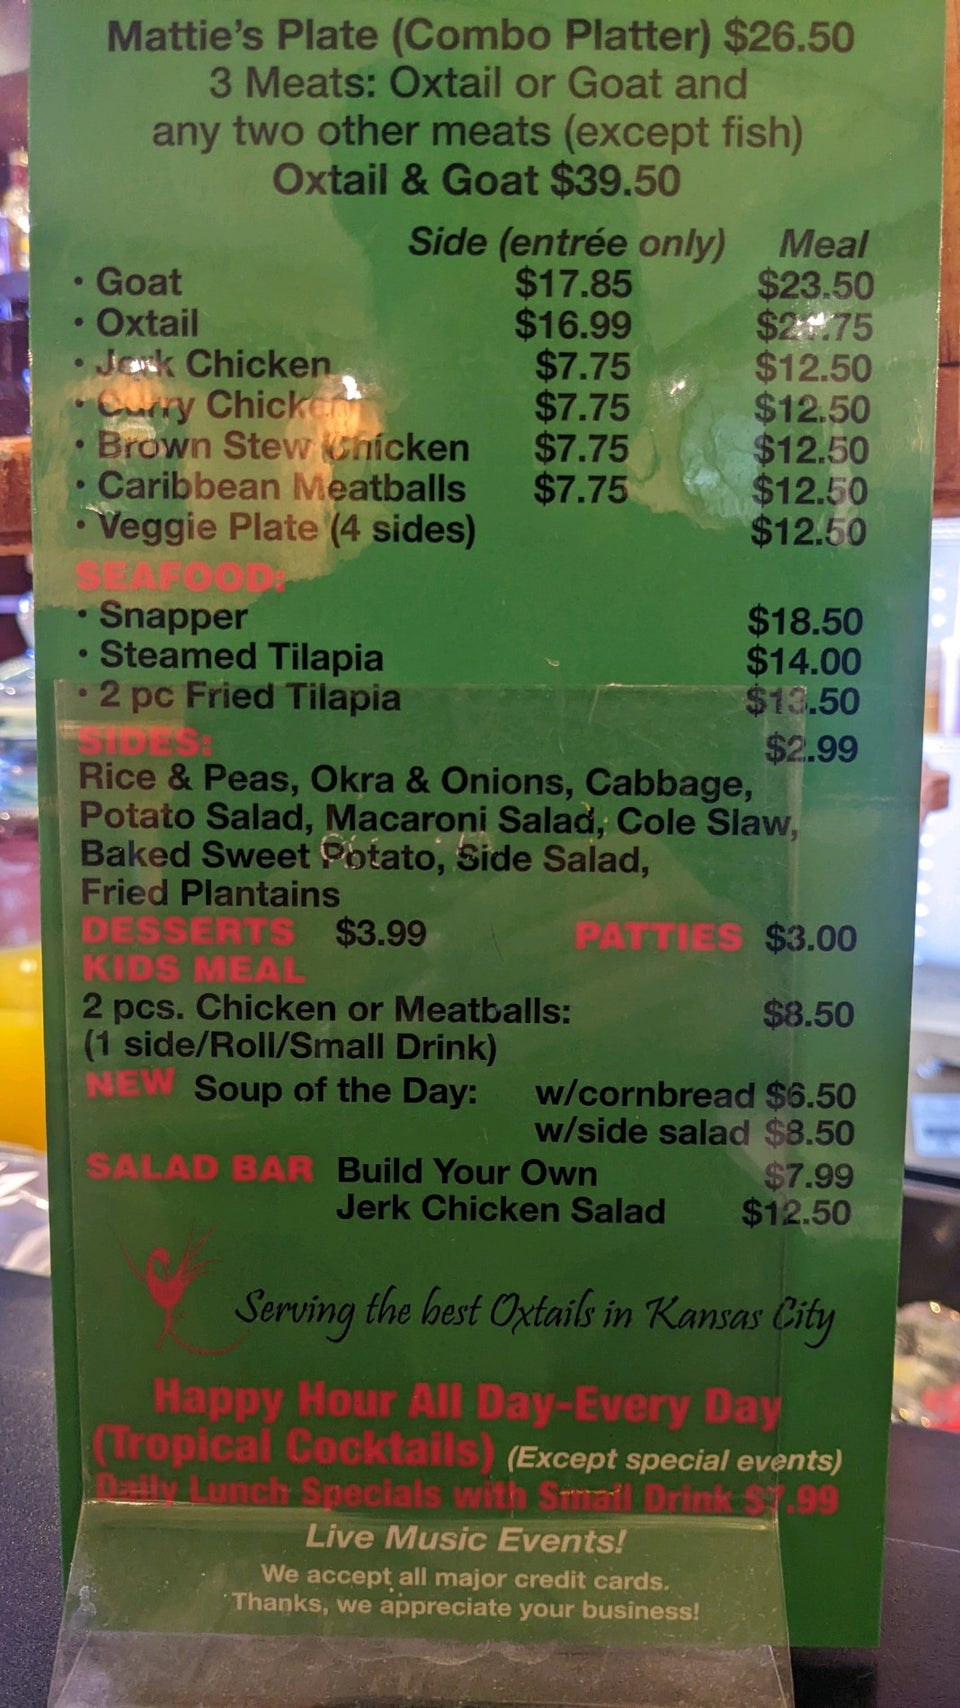 Mattie's Plate (Combo Platter) $26.50
3 Meats: Oxtail or Goat and
any two other meats (except fish)
Oxtail & Goat $39.50
Side (entrée only) Meal
• Goat $17.85 $23.50
• Oxtail $16.99
• Jerk Chicken $7.75 $12.50
• Curry Chicken $7.75 $12.50
• Brown Stew Chicken $7.75 $12.50
• Caribbean Meatballs $7.75 $12.50
• Veggie Plate (4 sides) $12.50
SEAFOOD:
• Snapper $18.50
• Steamed Tilapia $14.00
• 2 pc Fried Tilapia $13.50
SIDES: $2.99
Rice & Peas, Okra & Onions, Cabbage,
Potato Salad, Macaroni Salad, Cole Slaw,
Baked Sweet Potato, Side Salad,
Fried Plantains
DESSERTS $3.99 PATTIES $3.00
KIDS MEAL
2 pcs. Chicken or Meatballs: $8.50
(1 side/Roll/Small Drink)
NEW Soup of the Day: w/cornbread $6.50
w/side salad $8.50
SALAD BAR Build Your Own $7.99
Jerk Chicken Salad $12.50
Serving the best Oxtails in Kansas City
Happy Hour All Day-Every Day
(Tropical Cocktails) (Except special events)
Daily Lunch Specials with Small Drink $7.99
Live Music Events!
We accept all major credit cards.
Thanks, we appreciate your business!